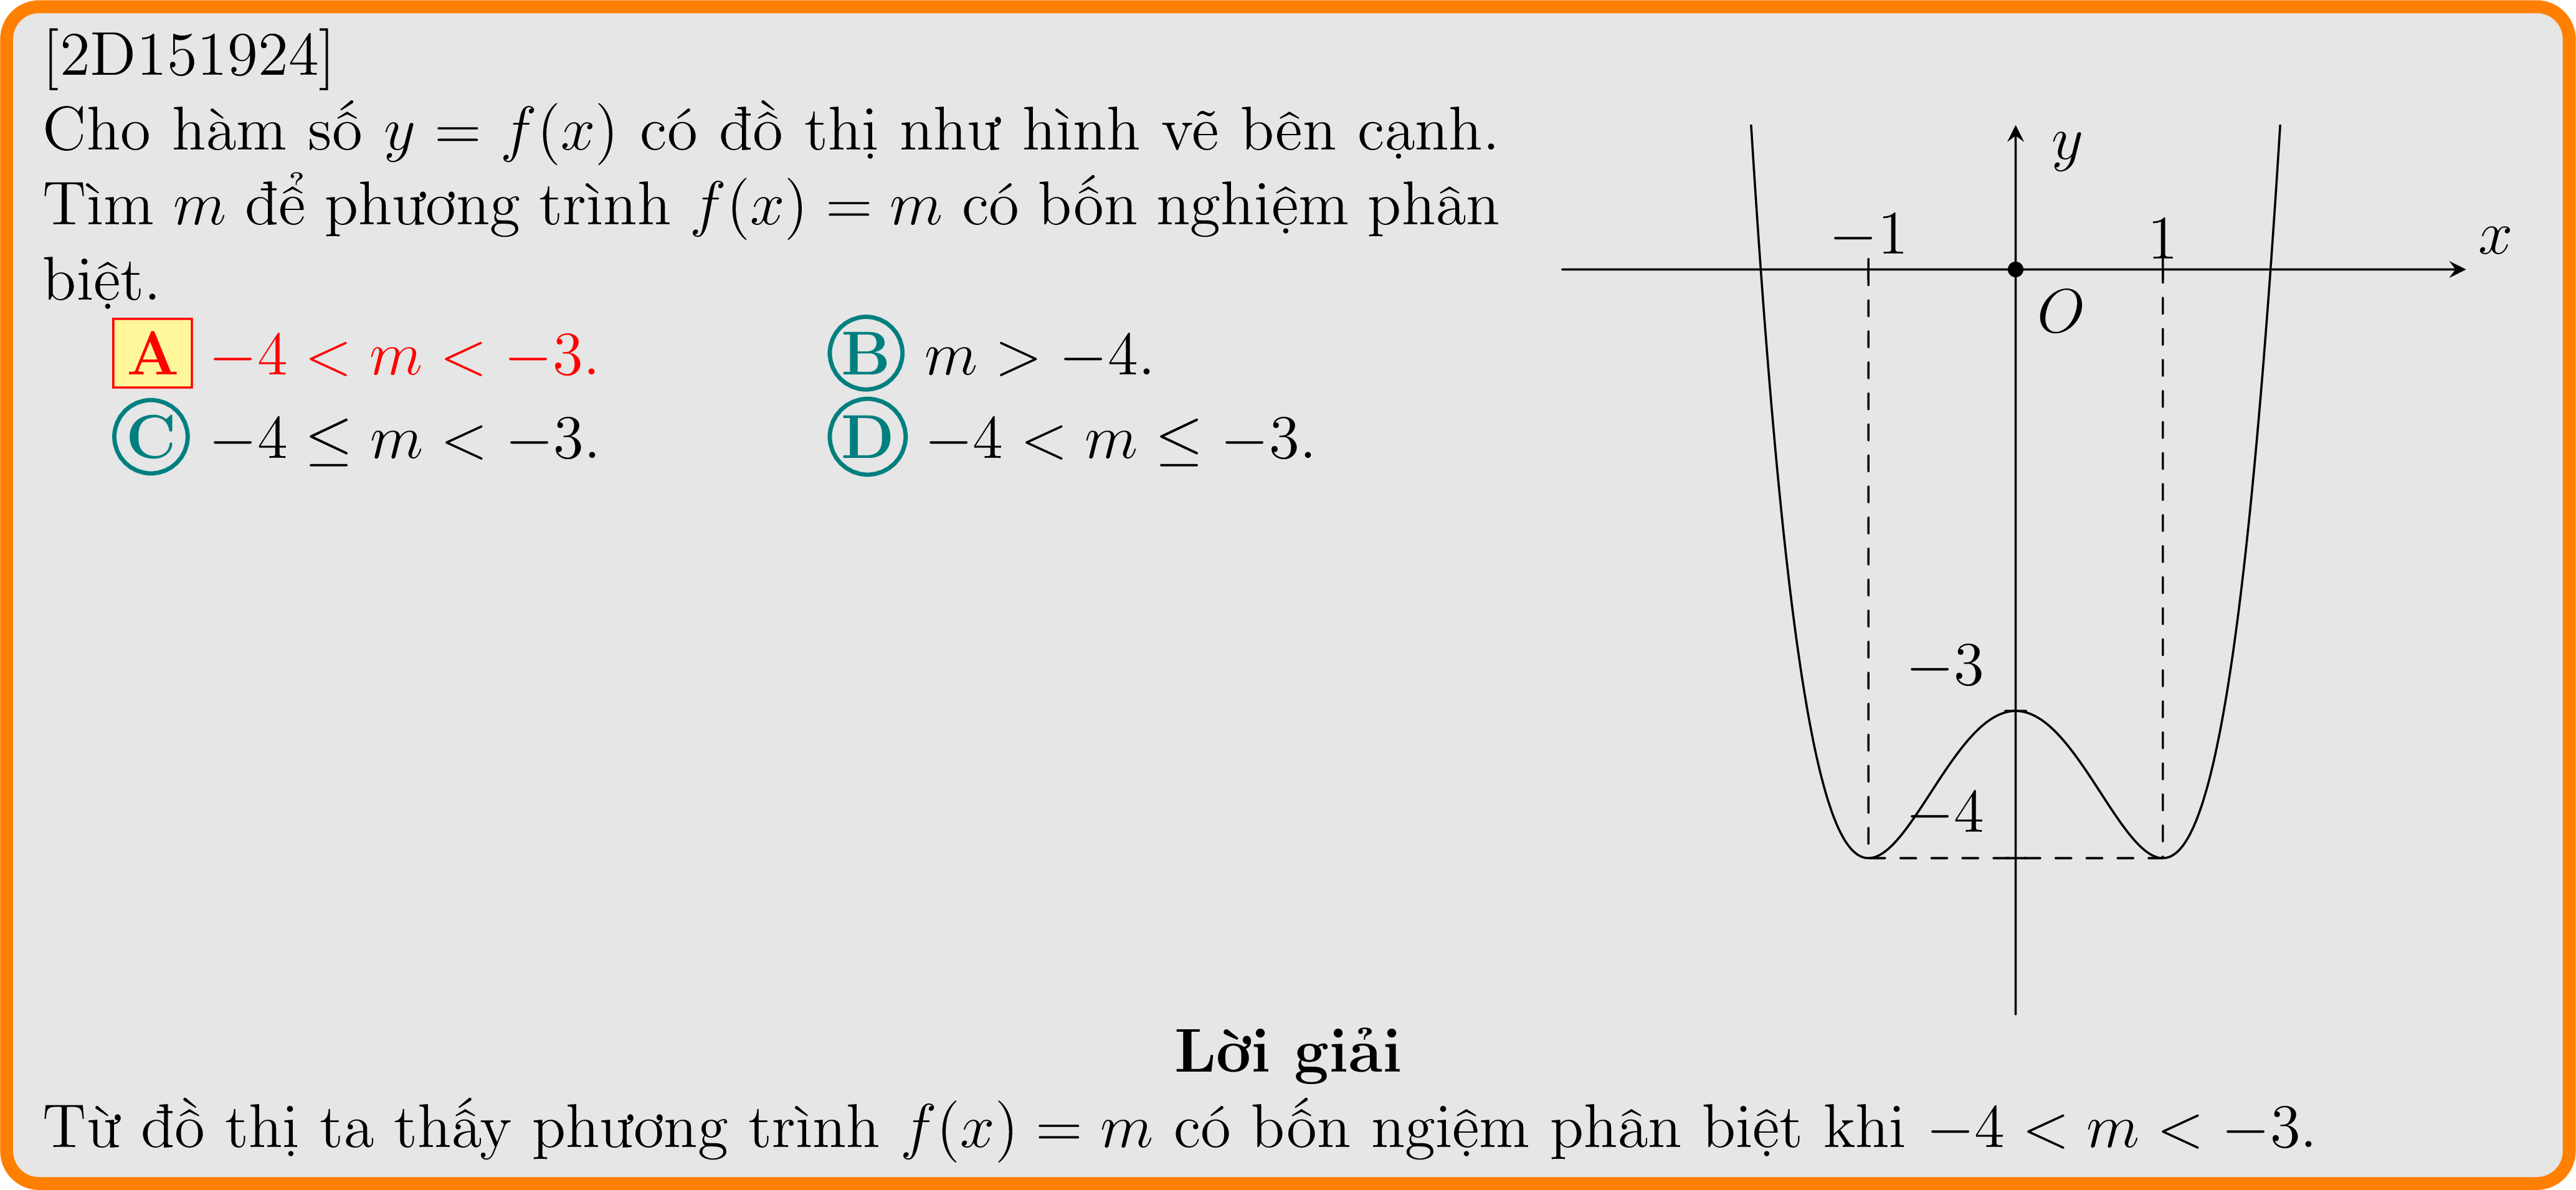 [2D151924]
Cho hàm số y = f(x) có đồ thị như hình vẽ bên cạnh.
Tìm m để phương trình f(x) = m có bốn nghiệm phân
biệt.
A −4 < m < −3.
B m > −4.
C −4 ≤ m < −3.
D −4 < m ≤ −3.
y
−1
1
x
O
−3
−4
Lời giải
Từ đồ thị ta thấy phương trình f(x) = m có bốn ngiệm phân biệt khi −4 < m < −3.